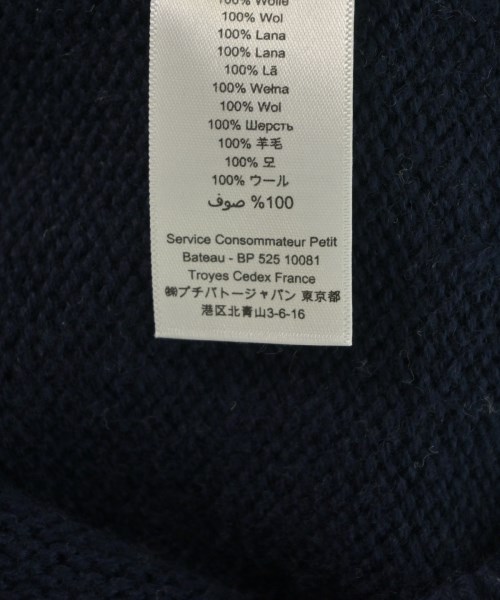 100% Wolle
100% Wol
100% Lana
100% Lana
100% Lã
100% Wełna
100% Wol
100% Шерсть
100% 羊毛
100% 모
100% ウール
100% صوف
Service Consommateur Petit
Bateau - BP 525 10081
Troyes Cedex France
㈱プチバトージャパン 東京都
港区北青山3-6-16